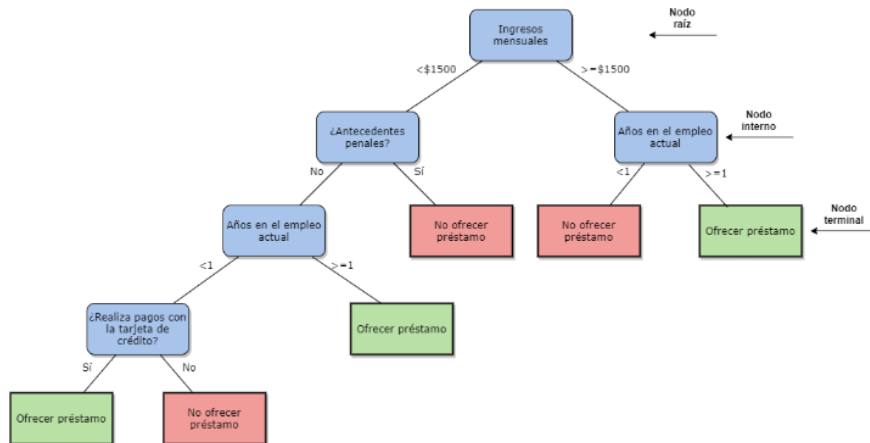 Ingresos
mensuales
Nodo
raíz
<$1500
>=$1500
¿Antecedentes
penales?
Años en el empleo
actual
Nodo
interno
No
Sí
<1
>=1
Años en el empleo
actual
No ofrecer
préstamo
No ofrecer
préstamo
Ofrecer préstamo
Nodo
terminal
<1
>=1
¿Realiza pagos con
la tarjeta de
crédito?
Ofrecer préstamo
Sí
No
Ofrecer préstamo
No ofrecer
préstamo